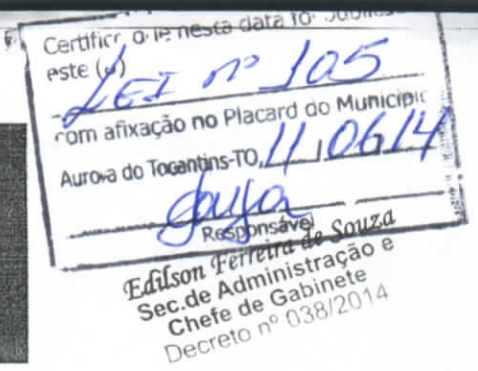 Certifico que nesta data foi
este (a)
LEI nº 105
com afixação no Placard do Município
Aurora do Tocantins-TO, 11, 06/14
Souza
Responsável
Edilson Ferreira de Souza
Sec.de Administração e
Chefe de Gabinete
Decreto nº 038/2014